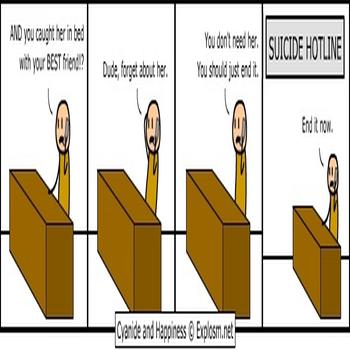 AND you caught her in bed
with your BEST friend!?
Dude, forget about her.
You don't need her.
You should just end it.
SUICIDE HOTLINE
End it now.
Cyanide and Happiness © Explosm.net